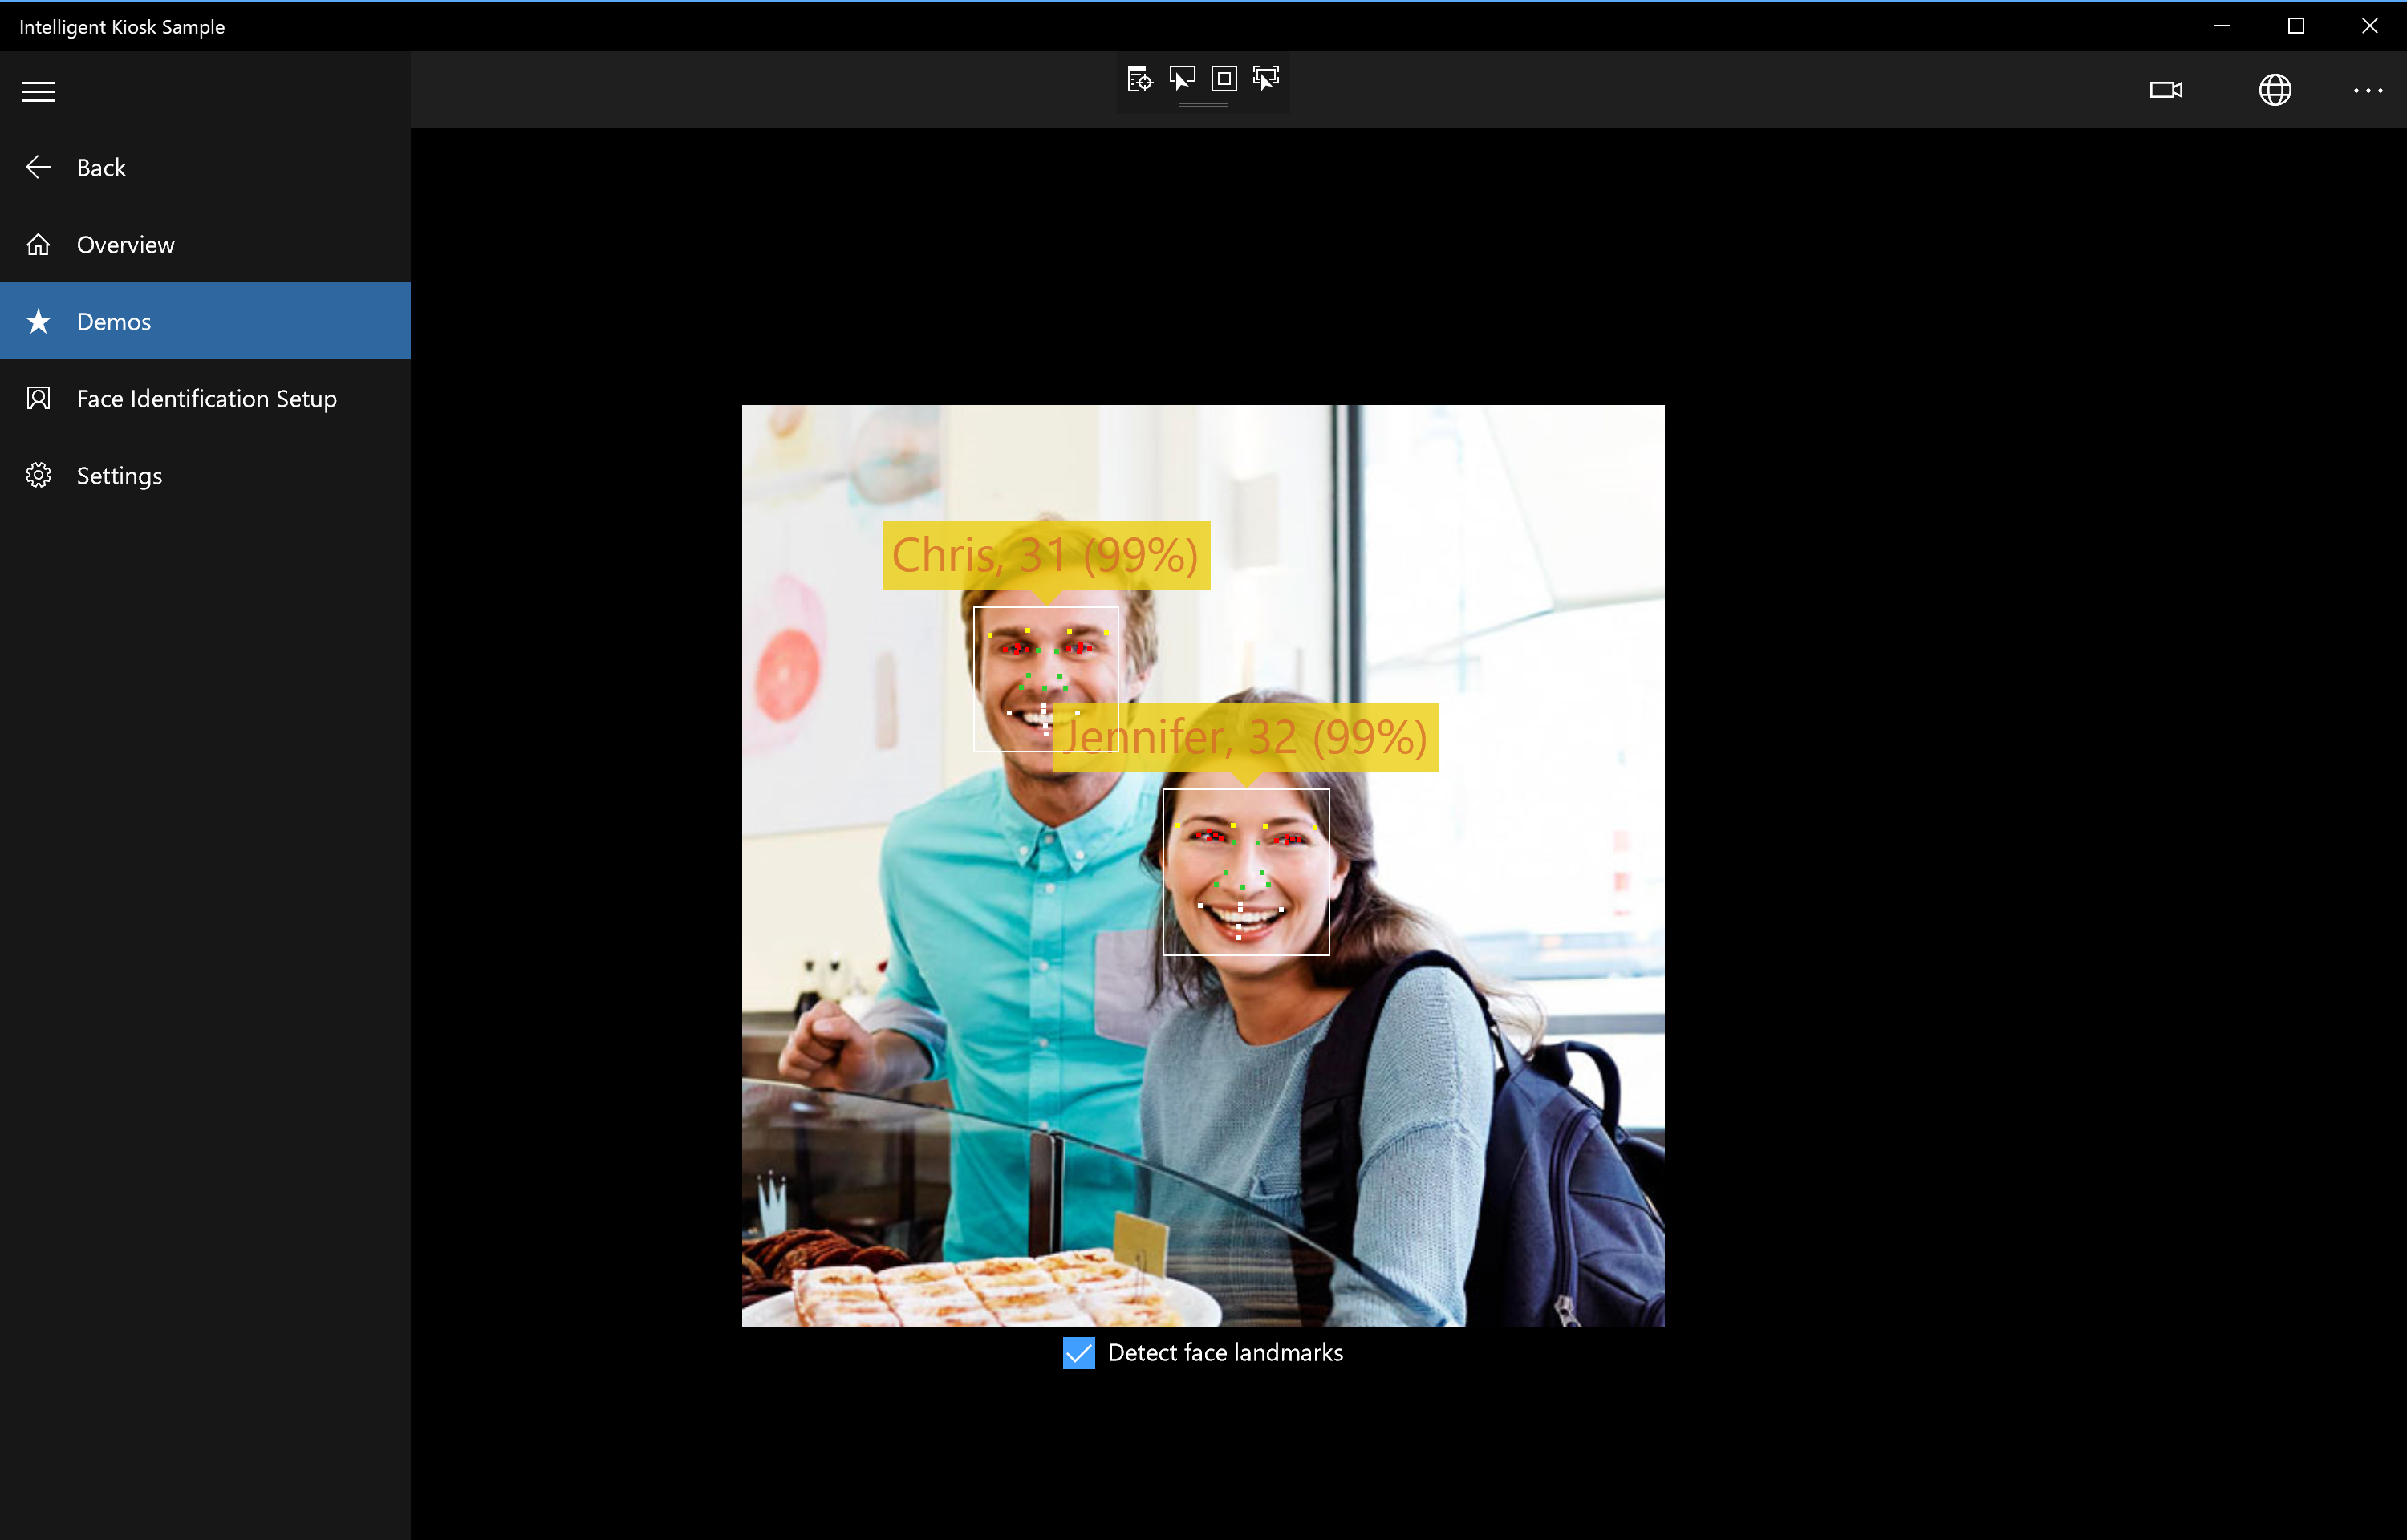 Intelligent Kiosk Sample
Back
Overview
Demos
Face Identification Setup
Settings
Chris, 31 (99%)
Jennifer, 32 (99%)
Detect face landmarks